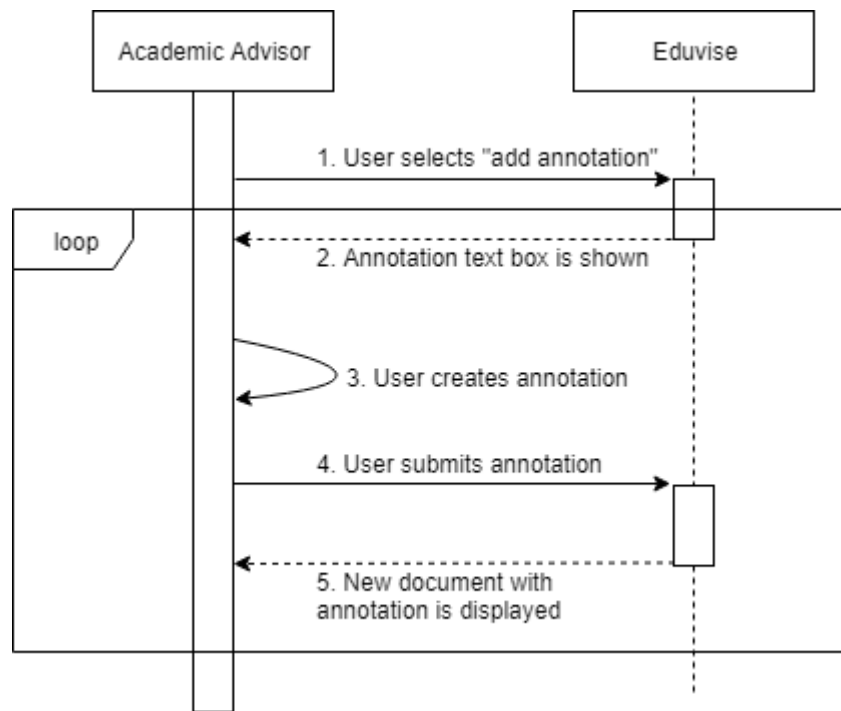 Academic Advisor
Eduvise
1. User selects "add annotation"
loop
2. Annotation text box is shown
3. User creates annotation
4. User submits annotation
5. New document with
annotation is displayed